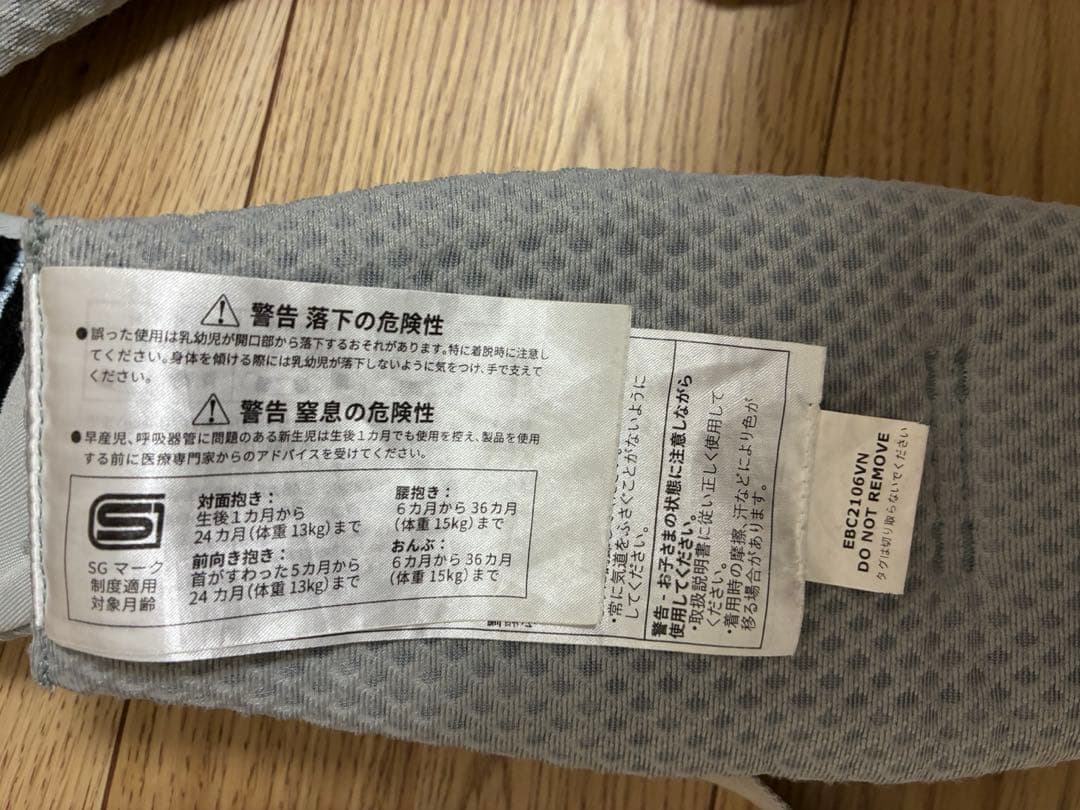 警告 落下の危険性
●誤った使用は乳幼児が開口部から落下するおそれがあります。特に着脱時に注意し
てください。身体を傾ける際には乳幼児が落下しないように気をつけ、手で支えて
ください。
警告 窒息の危険性
●早産児、呼吸器管に問題のある新生児は生後1カ月でも使用を控え、製品を使用
する前に医療専門家からのアドバイスを受けてください。
SG マーク
制度適用
対象月齢
対面抱き：
生後1カ月から
24カ月(体重 13kg)まで
前向き抱き：
首がすわった5カ月から
24カ月(体重 13kg)まで
腰抱き：
6カ月から36カ月
(体重 15kg)まで
おんぶ：
6カ月から36カ月
(体重 15kg)まで
・常に気道をふさぐことがないように
してください。
警告 - お子さまの状態に注意しながら
使用してください。
・取扱説明書に従い正しく使用して
ください。
・着用時の摩擦、汗などにより色が
移る場合があります。
EBC2106VN
DO NOT REMOVE
タグは切り取らないでください